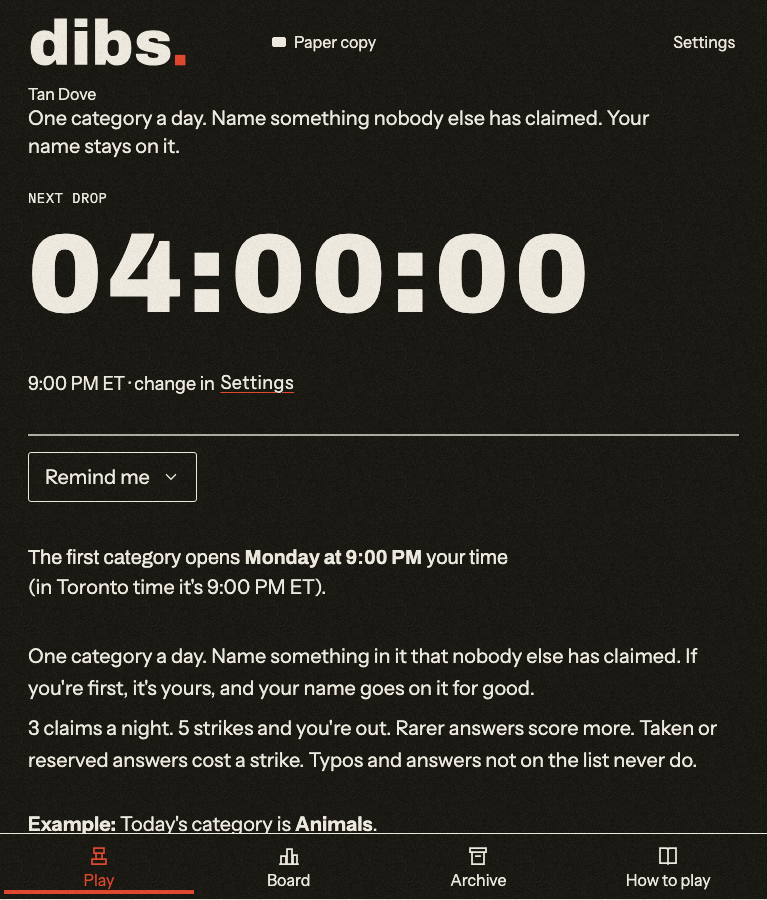 dibs.
Paper copy
Settings
Tan Dove
One category a day. Name something nobody else has claimed. Your
name stays on it.
NEXT DROP
04:00:00
9:00 PM ET · change in Settings
Remind me
The first category opens Monday at 9:00 PM your time
(in Toronto time it's 9:00 PM ET).
One category a day. Name something in it that nobody else has claimed. If
you're first, it's yours, and your name goes on it for good.
3 claims a night. 5 strikes and you're out. Rarer answers score more. Taken or
reserved answers cost a strike. Typos and answers not on the list never do.
Example: Today's category is Animals.
Play
Board
Archive
How to play